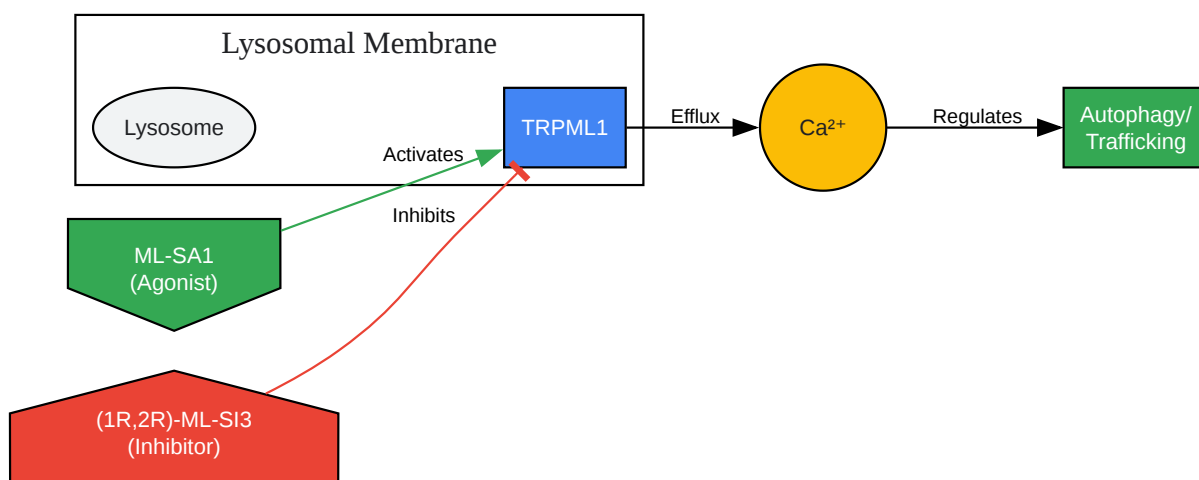 Lysosomal Membrane
Lysosome
TRPML1
Efflux
Ca²⁺
Regulates
Autophagy/
Trafficking
Activates
Inhibits
ML-SA1
(Agonist)
(1R,2R)-ML-SI3
(Inhibitor)